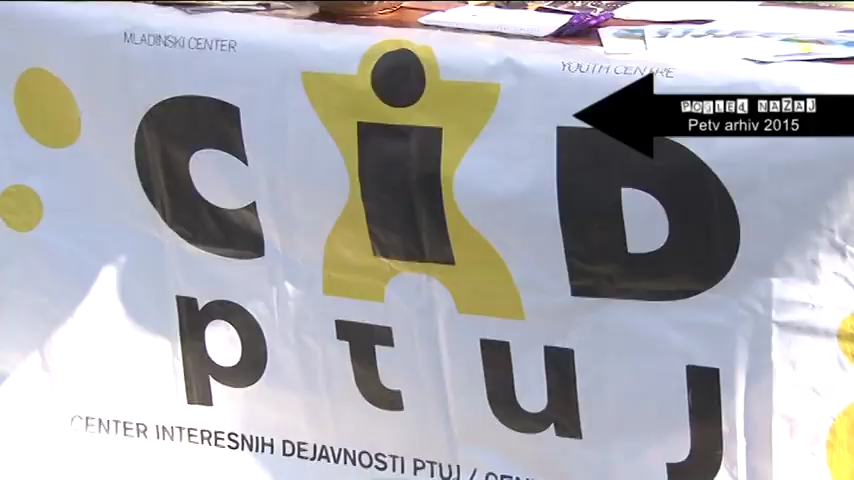 MLADINSKI CENTER
YOUTH CENTRE
CiD
ptuj
CENTER INTERESNIH DEJAVNOSTI PTUJ /
POGLED NAZAJ
Petv arhiv 2015